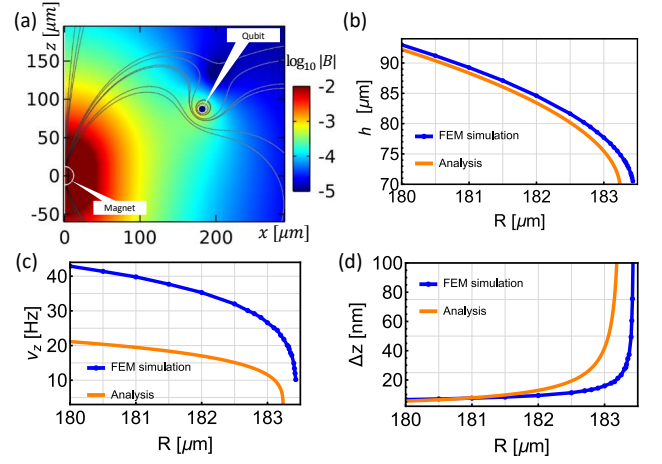 (a)
z [μm]
150
100
50
0
-50
0 100 200
x [μm]
Qubit
Magnet
log10 |B|
-1
-2
-3
-4
-5
(b)
h [μm]
90
85
80
75
70
FEM simulation
Analysis
180 181 182 183
R [μm]
(c)
νz [Hz]
40
30
20
10
FEM simulation
Analysis
180 181 182 183
R [μm]
(d)
Δz [nm]
100
80
60
40
20
FEM simulation
Analysis
180 181 182 183
R [μm]